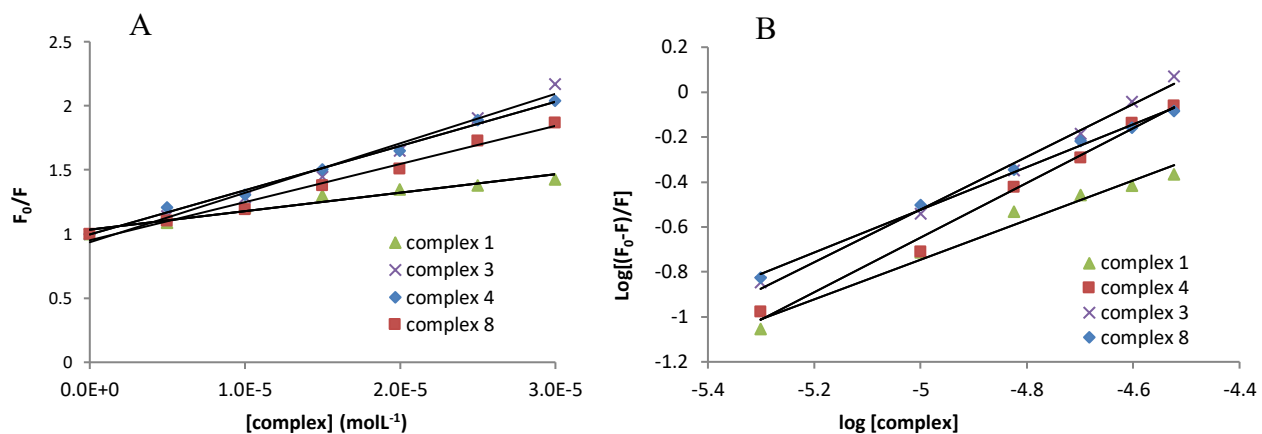 A
F₀/F
2.5
2
1.5
1
0.5
0
0.0E+0
1.0E-5
2.0E-5
3.0E-5
[complex] (molL⁻¹)
complex 1
complex 3
complex 4
complex 8
B
Log[(F₀-F)/F]
0.2
0
-0.2
-0.4
-0.6
-0.8
-1
-1.2
-5.4
-5.2
-5
-4.8
-4.6
-4.4
log [complex]
complex 1
complex 4
complex 3
complex 8